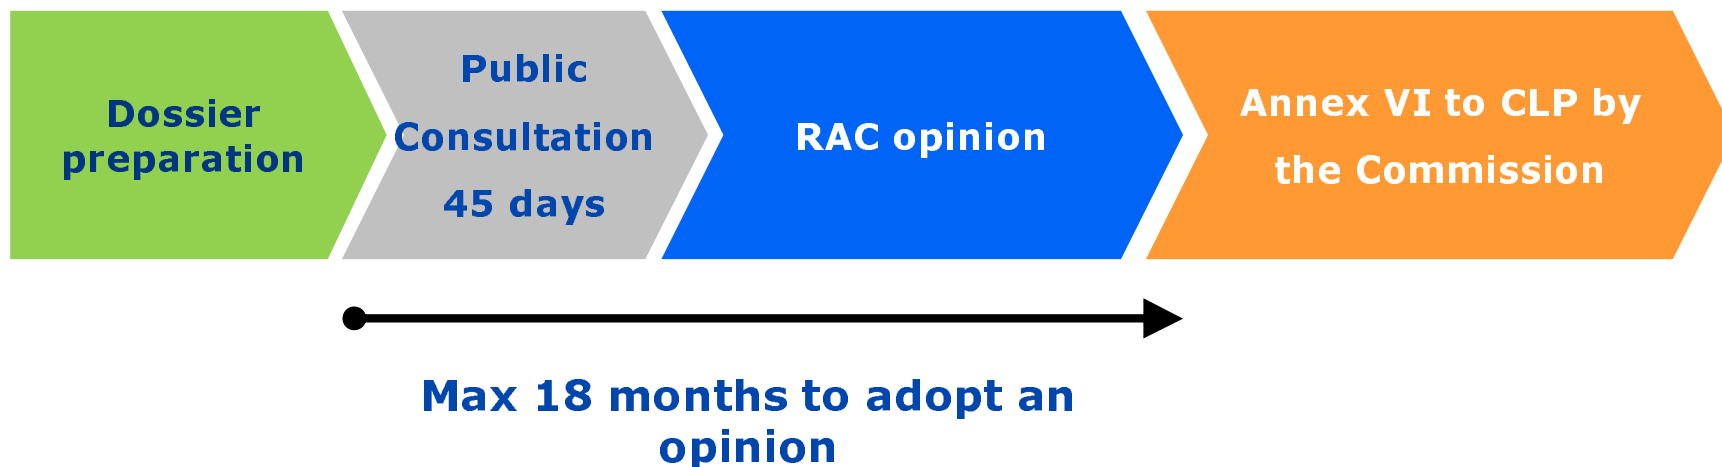 Dossier
preparation
Public
Consultation
45 days
RAC opinion
Annex VI to CLP by
the Commission
Max 18 months to adopt an
opinion